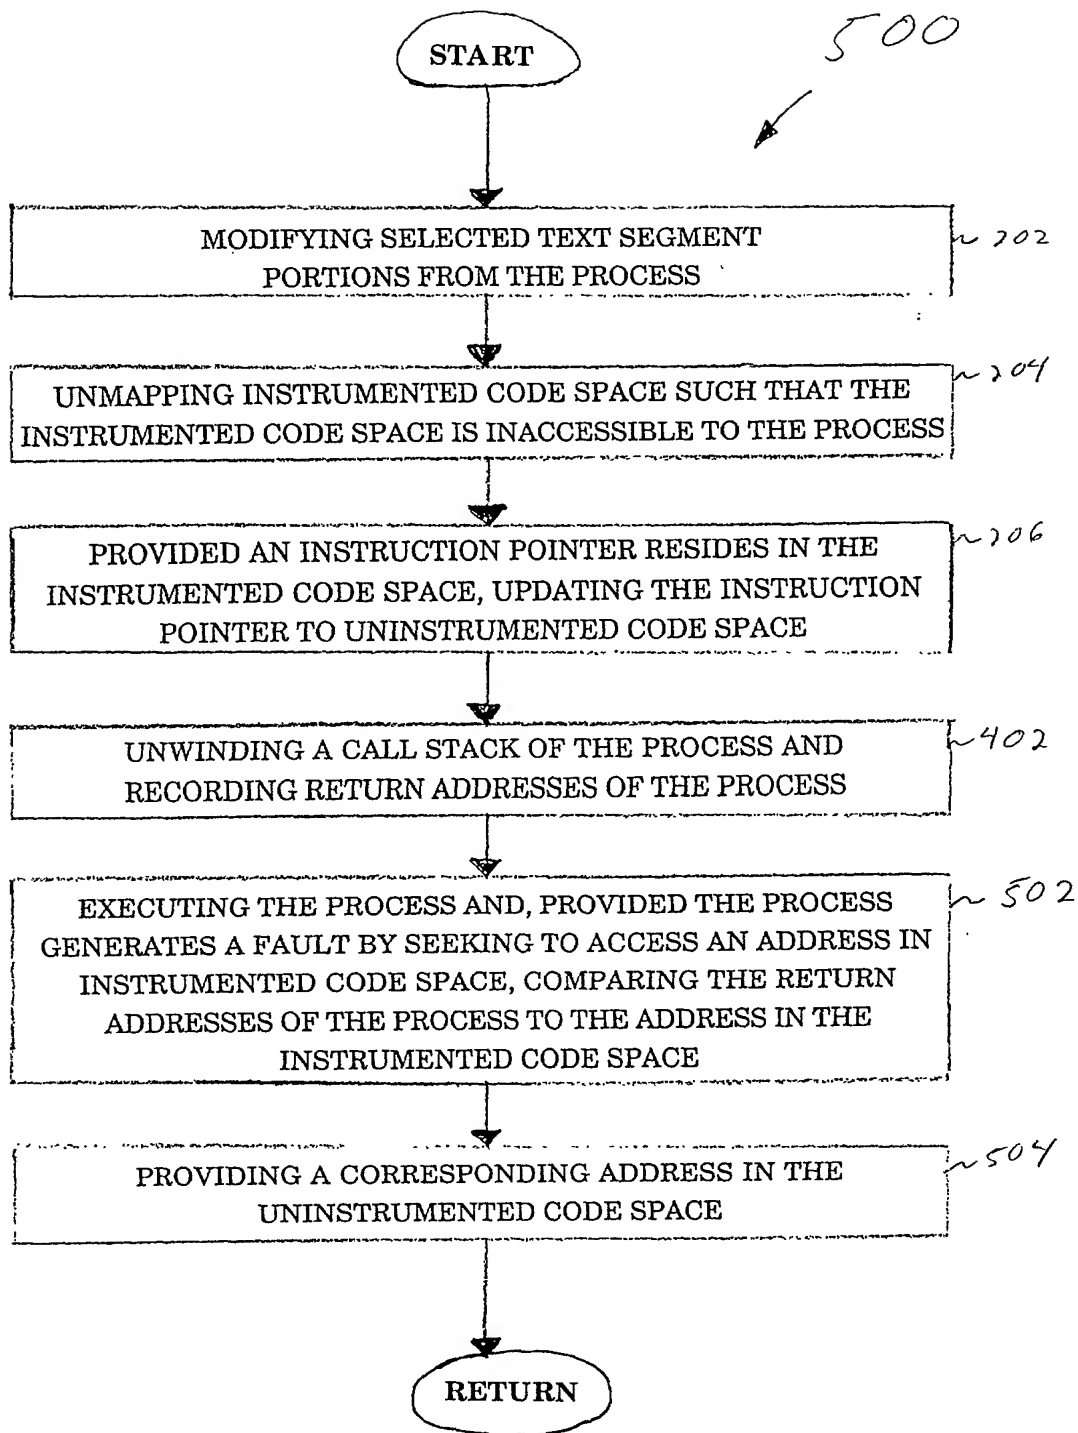 START
500
MODIFYING SELECTED TEXT SEGMENT
PORTIONS FROM THE PROCESS
202
UNMAPPING INSTRUMENTED CODE SPACE SUCH THAT THE
INSTRUMENTED CODE SPACE IS INACCESSIBLE TO THE PROCESS
204
PROVIDED AN INSTRUCTION POINTER RESIDES IN THE
INSTRUMENTED CODE SPACE, UPDATING THE INSTRUCTION
POINTER TO UNINSTRUMENTED CODE SPACE
206
UNWINDING A CALL STACK OF THE PROCESS AND
RECORDING RETURN ADDRESSES OF THE PROCESS
402
EXECUTING THE PROCESS AND, PROVIDED THE PROCESS
GENERATES A FAULT BY SEEKING TO ACCESS AN ADDRESS IN
INSTRUMENTED CODE SPACE, COMPARING THE RETURN
ADDRESSES OF THE PROCESS TO THE ADDRESS IN THE
INSTRUMENTED CODE SPACE
502
PROVIDING A CORRESPONDING ADDRESS IN THE
UNINSTRUMENTED CODE SPACE
504
RETURN